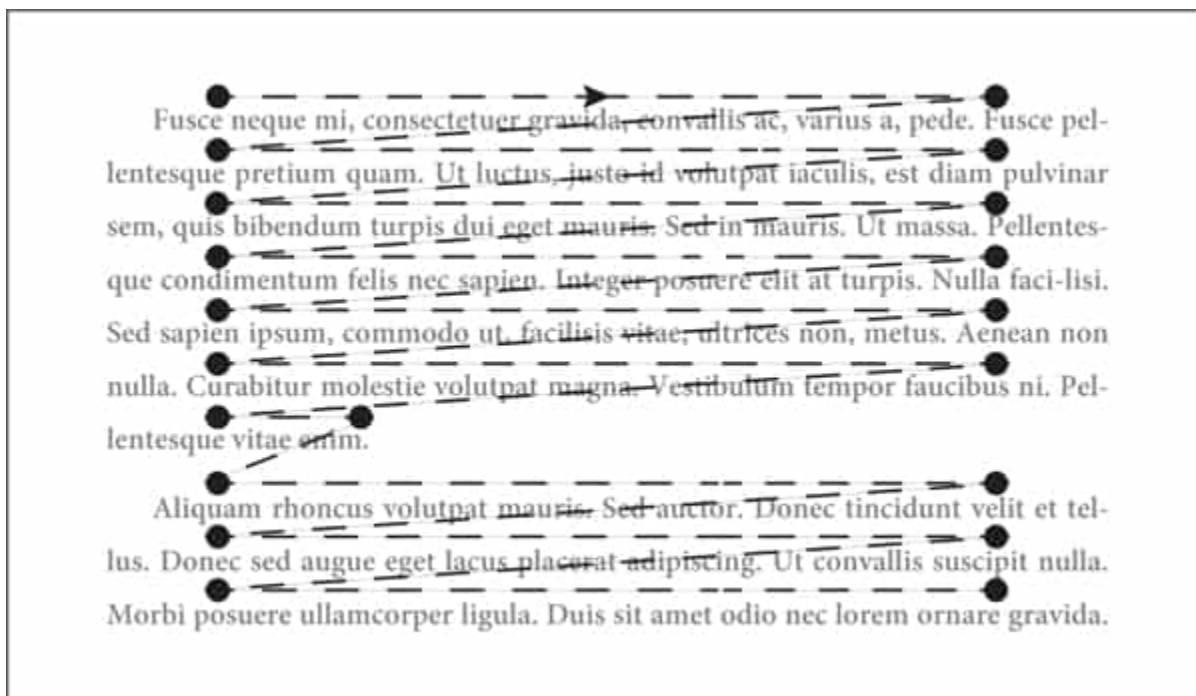 Fusce neque mi, consectetuer gravida, convallis ac, varius a, pede. Fusce pel-
lentesque pretium quam. Ut luctus, justo id volutpat iaculis, est diam pulvinar
sem, quis bibendum turpis dui eget mauris. Sed in mauris. Ut massa. Pellentes-
que condimentum felis nec sapien. Integer posuere elit at turpis. Nulla faci-lisi.
Sed sapien ipsum, commodo ut, facilisis vitae, ultrices non, metus. Aenean non
nulla. Curabitur molestie volutpat magna. Vestibulum tempor faucibus ni. Pel-
lentesque vitae enim.
Aliquam rhoncus volutpat mauris. Sed auctor. Donec tincidunt velit et tel-
lus. Donec sed augue eget lacus placerat adipiscing. Ut convallis suscipit nulla.
Morbi posuere ullamcorper ligula. Duis sit amet odio nec lorem ornare gravida.